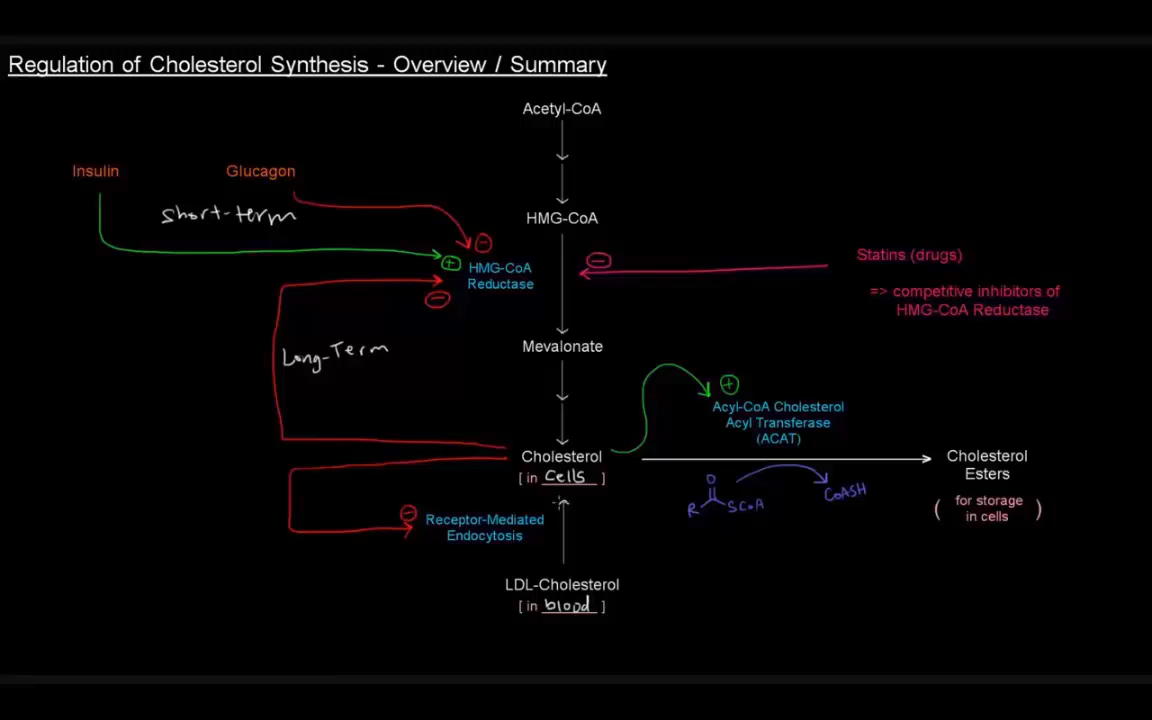 Regulation of Cholesterol Synthesis - Overview / Summary
Acetyl-CoA
Insulin
Glucagon
short-term
HMG-CoA
−
+
HMG-CoA
Reductase
−
−
Statins (drugs)
=> competitive inhibitors of
HMG-CoA Reductase
Long-Term
Mevalonate
+
Acyl-CoA Cholesterol
Acyl Transferase
(ACAT)
Cholesterol
[ in cells ]
Cholesterol
Esters
( for storage
in cells )
O
R SCoA
CoASH
−
Receptor-Mediated
Endocytosis
LDL-Cholesterol
[ in blood ]